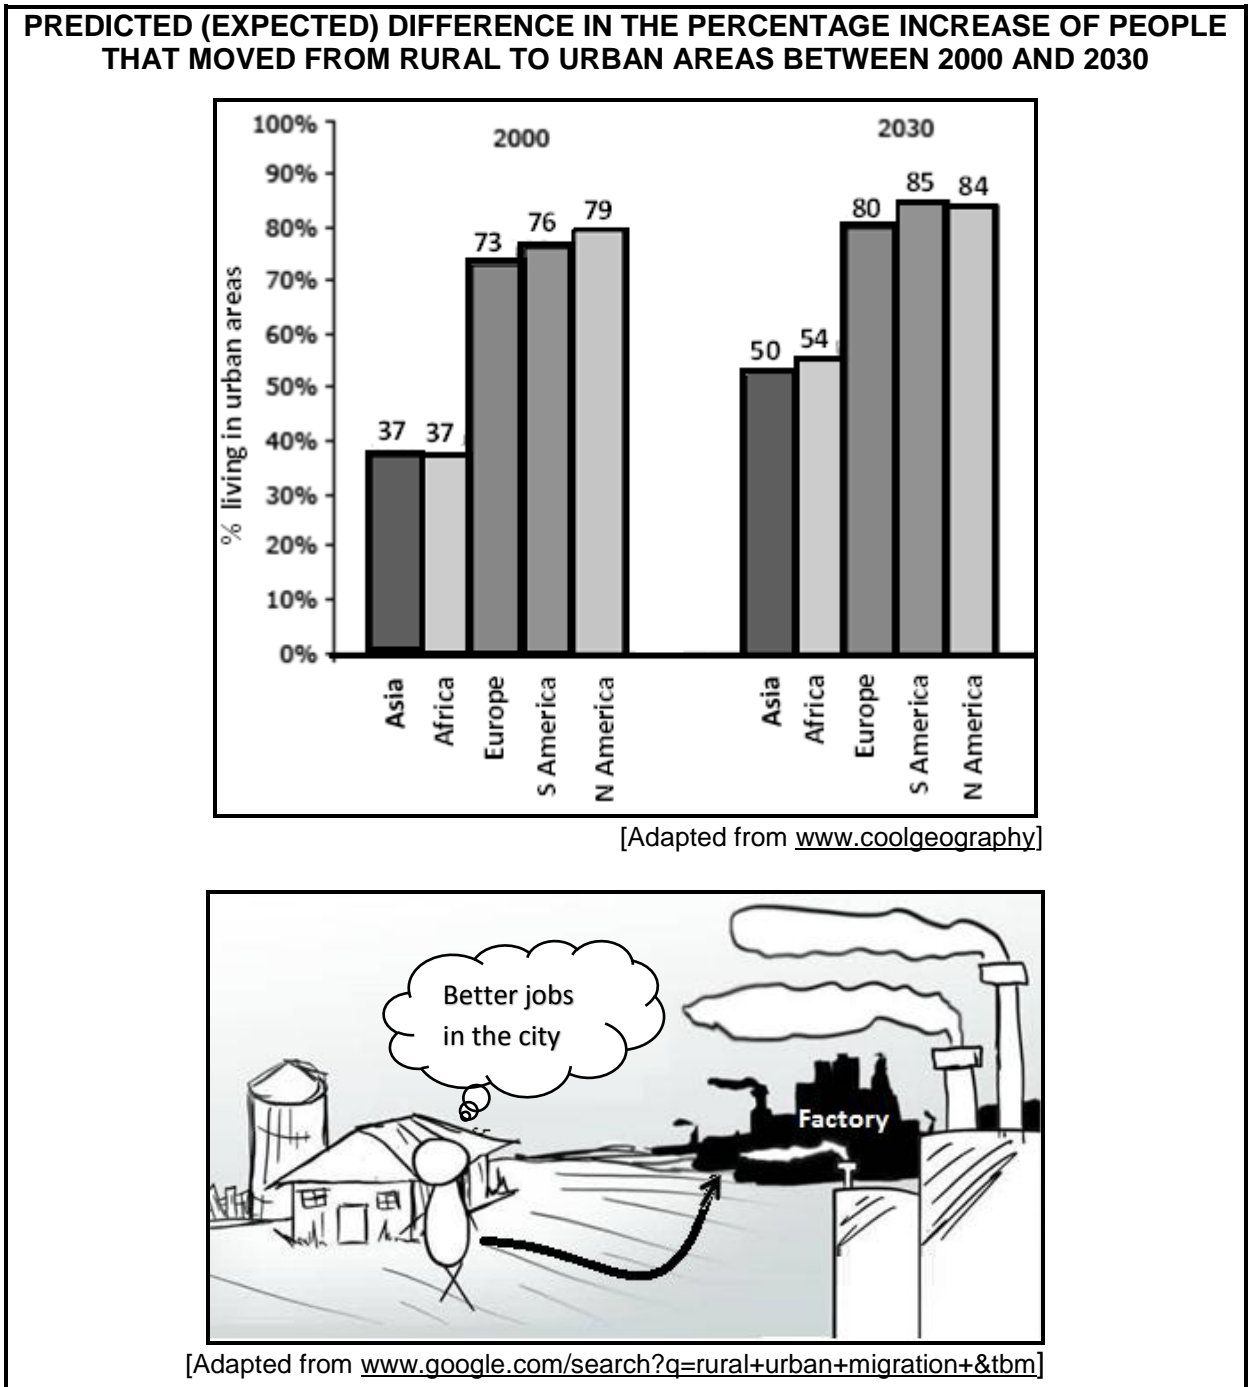 PREDICTED (EXPECTED) DIFFERENCE IN THE PERCENTAGE INCREASE OF PEOPLE
THAT MOVED FROM RURAL TO URBAN AREAS BETWEEN 2000 AND 2030
2000
2030
% living in urban areas
100%
90%
80%
70%
60%
50%
40%
30%
20%
10%
0%
37
37
73
76
79
50
54
80
85
84
Asia
Africa
Europe
S America
N America
Asia
Africa
Europe
S America
N America
[Adapted from www.coolgeography]
Better jobs
in the city
Factory
[Adapted from www.google.com/search?q=rural+urban+migration+&tbm]